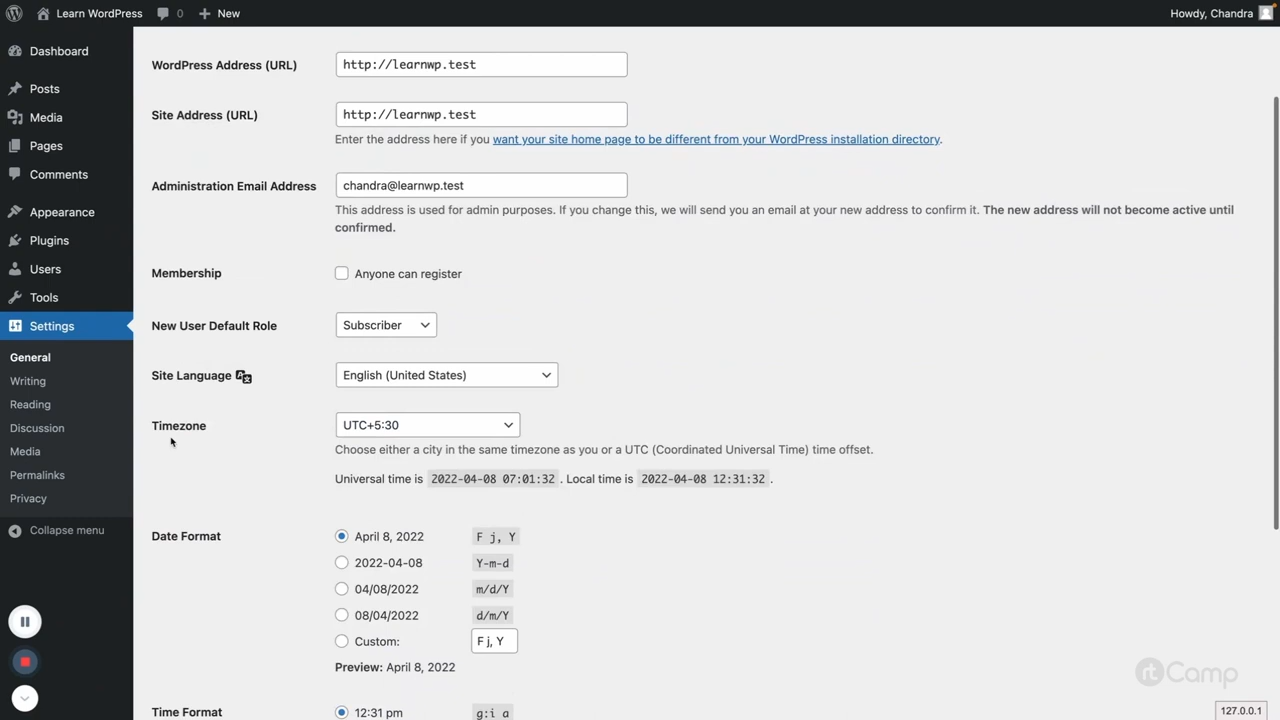 Learn WordPress 0 New Howdy, Chandra
Dashboard
Posts
Media
Pages
Comments
Appearance
Plugins
Users
Tools
Settings
General
Writing
Reading
Discussion
Media
Permalinks
Privacy
Collapse menu
WordPress Address (URL) http://learnwp.test
Site Address (URL) http://learnwp.test
Enter the address here if you want your site home page to be different from your WordPress installation directory.
Administration Email Address chandra@learnwp.test
This address is used for admin purposes. If you change this, we will send you an email at your new address to confirm it. The new address will not become active until
confirmed.
Membership Anyone can register
New User Default Role Subscriber
Site Language English (United States)
Timezone UTC+5:30
Choose either a city in the same timezone as you or a UTC (Coordinated Universal Time) time offset.
Universal time is 2022-04-08 07:01:32 . Local time is 2022-04-08 12:31:32 .
Date Format April 8, 2022 F j, Y
2022-04-08 Y-m-d
04/08/2022 m/d/Y
08/04/2022 d/m/Y
Custom: F j, Y
Preview: April 8, 2022
Time Format 12:31 pm g:i a
rtCamp
127.0.0.1